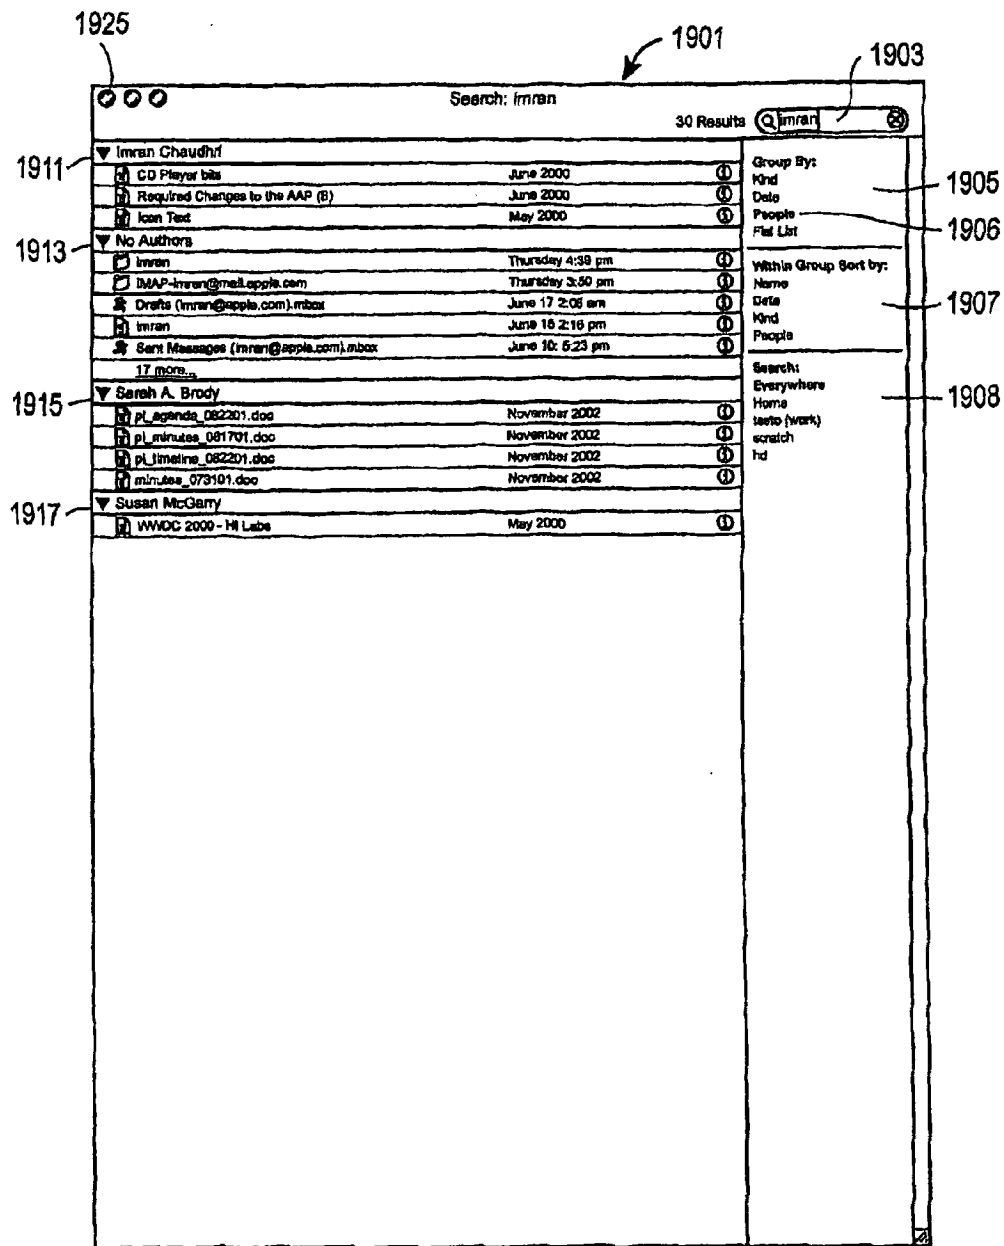 1925
1901
1903
Search: imran
30 Results imran
1911
Imran Chaudhri
CD Player bits June 2000
Required Changes to the AAP (8) June 2000
Icon Text May 2000
1913
No Authors
imran Thursday 4:39 pm
IMAP-imran@mail.apple.com Thursday 3:50 pm
Drafts (imran@apple.com).mbox June 17 2:05 am
imran June 15 2:16 pm
Sent Messages (imran@apple.com).mbox June 10: 5:23 pm
17 more...
1915
Sarah A. Brody
pl_agenda_082201.doc November 2002
pl_minutes_081701.doc November 2002
pl_timeline_082201.doc November 2002
minutes_073101.doc November 2002
1917
Susan McGarry
WWDC 2000 - HI Labs May 2000
Group By:
Kind
Date
People
Flat List
1905
1906
Within Group Sort by:
Name
Date
Kind
People
1907
Search:
Everywhere
Home
(work)
scratch
hd
1908